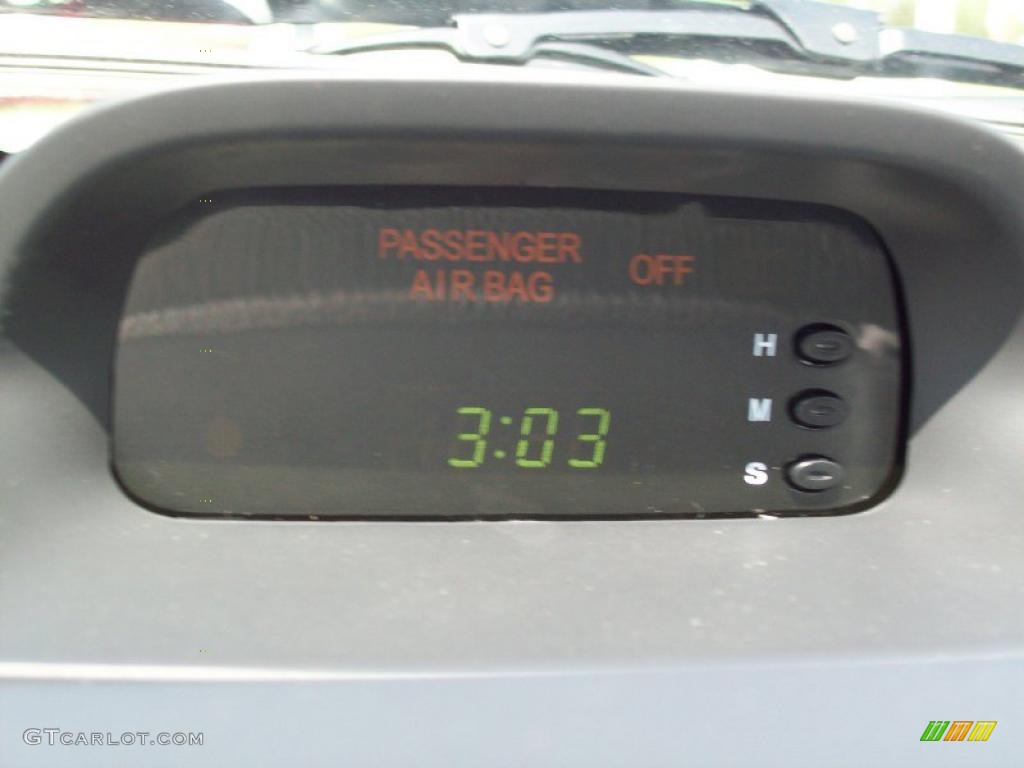 PASSENGER
AIR BAG OFF
H
M
3:03
S
GTCARLOT.COM